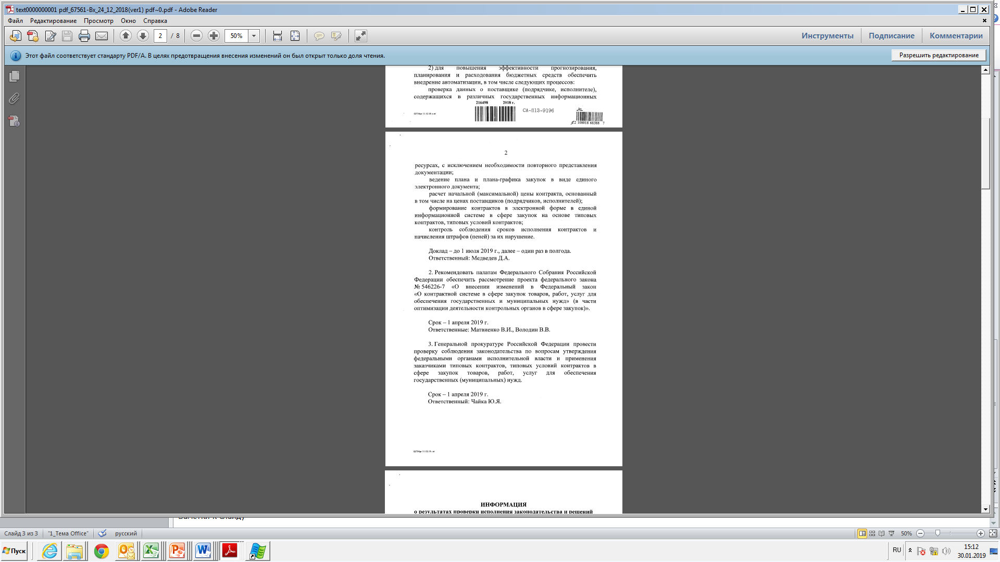 text0000000001 pdf_67561-Вх_24_12_2018(ver1) pdf~0.pdf - Adobe Reader
Файл Редактирование Просмотр Окно Справка
2 / 8 50% Инструменты Подписание Комментарии
Этот файл соответствует стандарту PDF/A. В целях предотвращения внесения изменений он был открыт только доля чтения. Разрешить редактирование
2) для повышения эффективности прогнозирования,
планирования и расходования бюджетных средств обеспечить
внедрение автоматизации, в том числе следующих процессов:
проверка данных о поставщике (подрядчике, исполнителе),
содержащихся в различных государственных информационных
216498 2018 г.
СА-П13-9196
2 100018 68388 7
2
ресурсах, с исключением необходимости повторного представления
документации;
ведение плана и плана-графика закупок в виде единого
электронного документа;
расчет начальной (максимальной) цены контракта, основанный
в том числе на ценах поставщиков (подрядчиков, исполнителей);
формирование контрактов в электронной форме в единой
информационной системе в сфере закупок на основе типовых
контрактов, типовых условий контрактов;
контроль соблюдения сроков исполнения контрактов и
начисления штрафов (пеней) за их нарушение.
Доклад – до 1 июля 2019 г., далее – один раз в полгода.
Ответственный: Медведев Д.А.
2. Рекомендовать палатам Федерального Собрания Российской
Федерации обеспечить рассмотрение проекта федерального закона
№ 546226-7 «О внесении изменений в Федеральный закон
«О контрактной системе в сфере закупок товаров, работ, услуг для
обеспечения государственных и муниципальных нужд» (в части
оптимизации деятельности контрольных органов в сфере закупок)».
Срок – 1 апреля 2019 г.
Ответственные: Матвиенко В.И., Володин В.В.
3. Генеральной прокуратуре Российской Федерации провести
проверку соблюдения законодательства по вопросам утверждения
федеральными органами исполнительной власти и применения
заказчиками типовых контрактов, типовых условий контрактов в
сфере закупок товаров, работ, услуг для обеспечения
государственных (муниципальных) нужд.
Срок – 1 апреля 2019 г.
Ответственный: Чайка Ю.Я.
ИНФОРМАЦИЯ
о результатах проверки исполнения законодательства и решений
Заметки к слайду
Слайд 3 из 3 "1_Тема Office" русский 50%
Пуск RU 15:12
30.01.2019